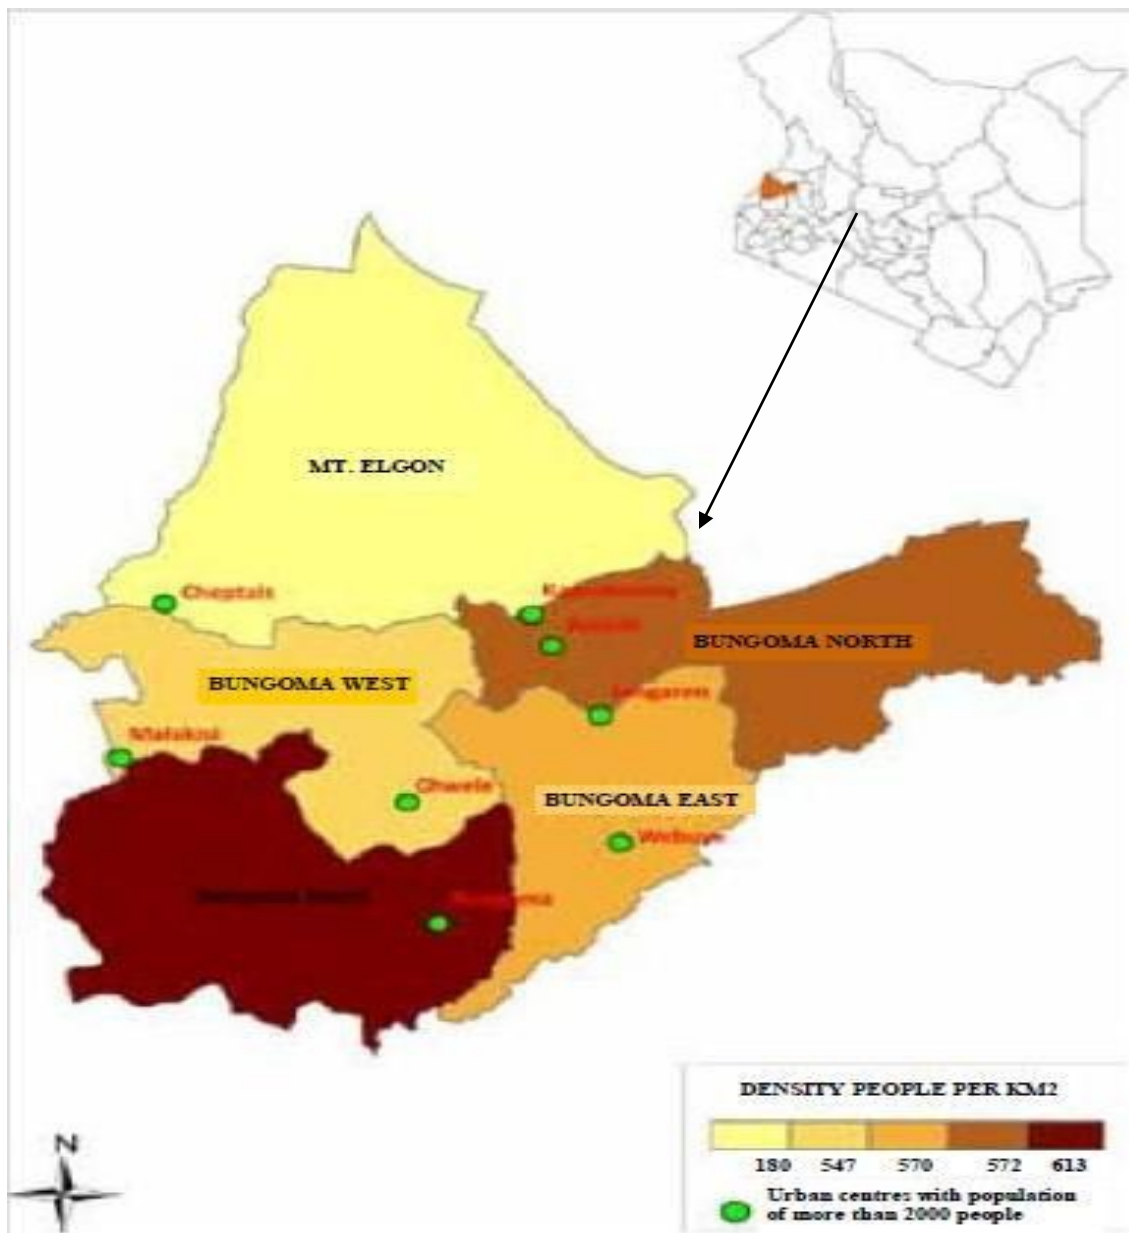 MT. ELGON
Cheptais
BUNGOMA NORTH
BUNGOMA WEST
Malakisi
Chwele
BUNGOMA EAST
Webuye
DENSITY PEOPLE PER KM2
180 547 570 572 613
Urban centres with population
of more than 2000 people
N